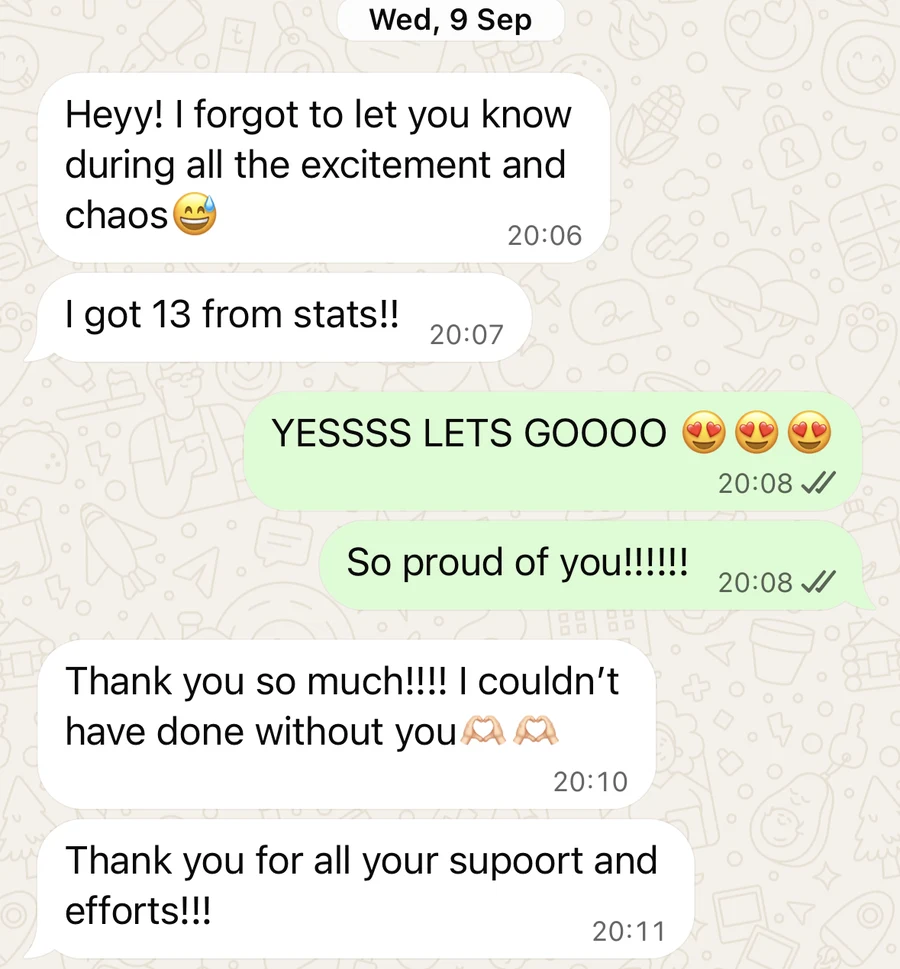 Wed, 9 Sep
Heyy! I forgot to let you know
during all the excitement and
chaos😅
20:06
I got 13 from stats!!
20:07
YESSSS LETS GOOOO 😍😍😍
20:08
So proud of you!!!!!!
20:08
Thank you so much!!!! I couldn’t
have done without you🫶🏻🫶🏻
20:10
Thank you for all your supoort and
efforts!!!
20:11